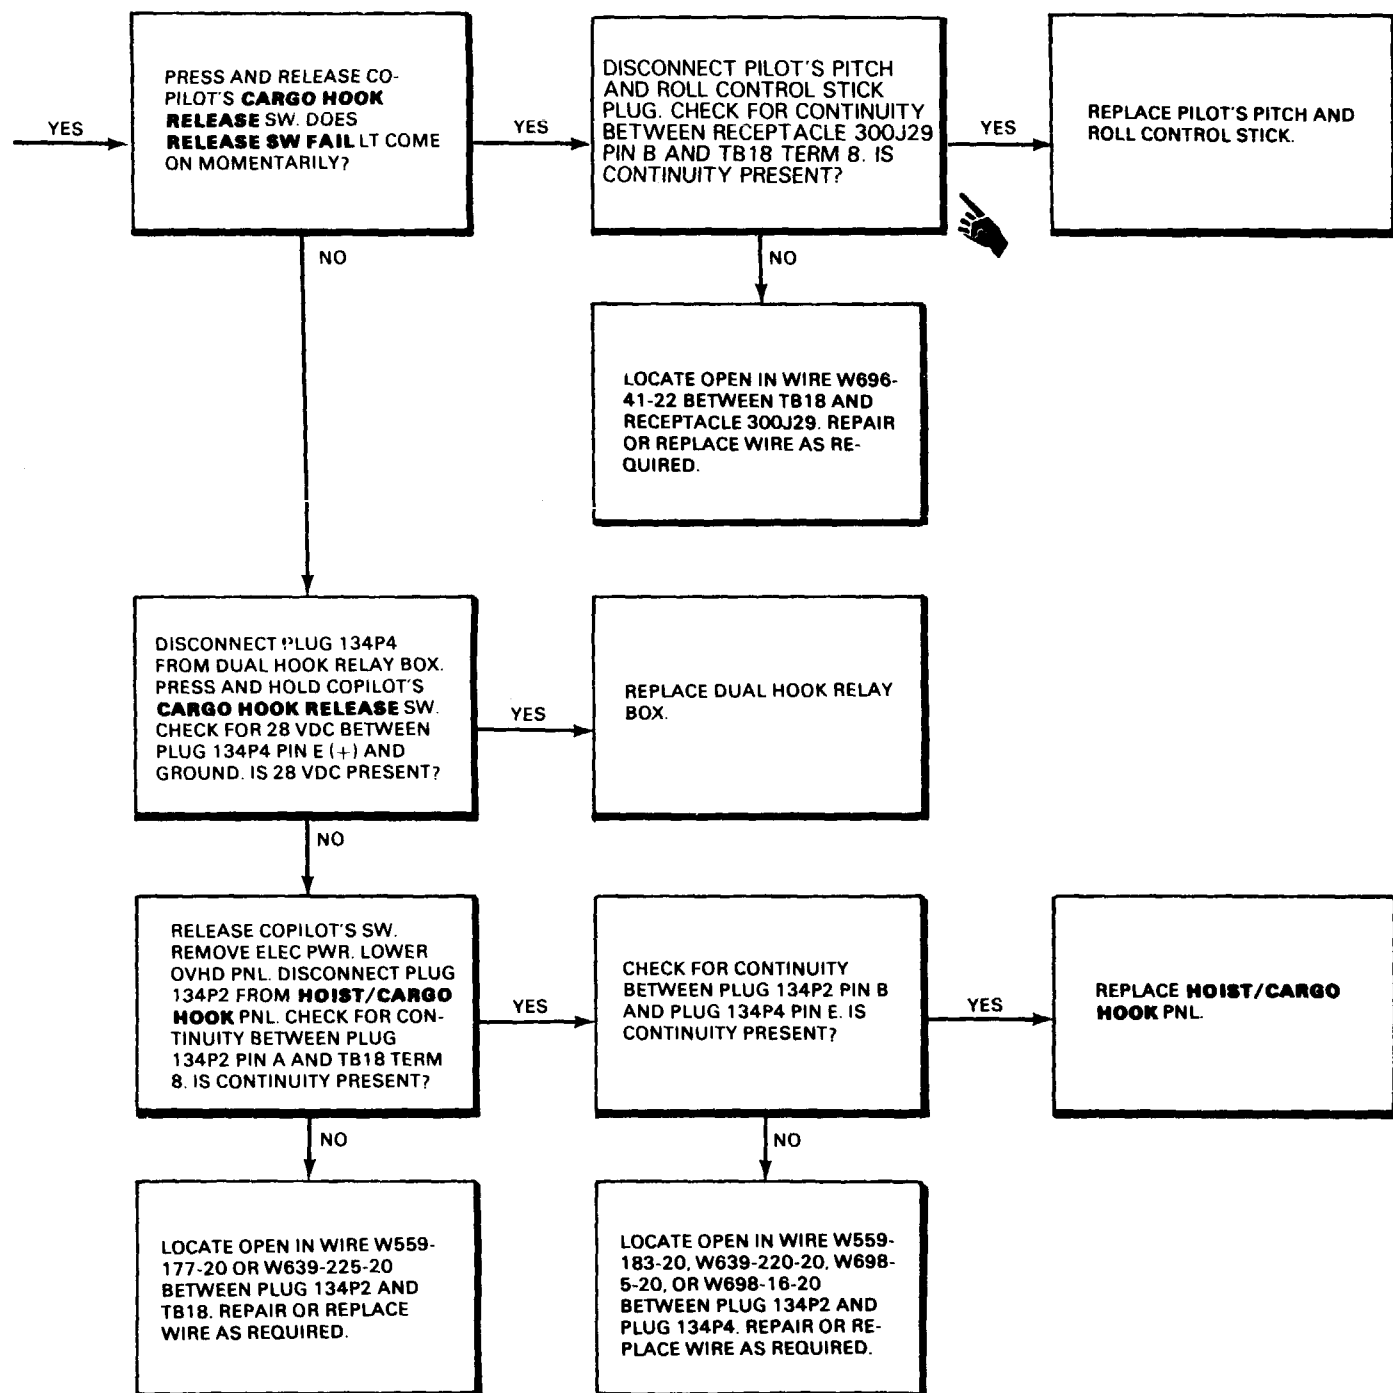 YES
PRESS AND RELEASE CO-
PILOT'S CARGO HOOK
RELEASE SW. DOES
RELEASE SW FAIL LT COME
ON MOMENTARILY?
YES
DISCONNECT PILOT'S PITCH
AND ROLL CONTROL STICK
PLUG. CHECK FOR CONTINUITY
BETWEEN RECEPTACLE 300J29
PIN B AND TB18 TERM 8. IS
CONTINUITY PRESENT?
YES
REPLACE PILOT'S PITCH AND
ROLL CONTROL STICK.
NO
NO
LOCATE OPEN IN WIRE W696-
41-22 BETWEEN TB18 AND
RECEPTACLE 300J29. REPAIR
OR REPLACE WIRE AS RE-
QUIRED.
DISCONNECT PLUG 134P4
FROM DUAL HOOK RELAY BOX.
PRESS AND HOLD COPILOT'S
CARGO HOOK RELEASE SW.
CHECK FOR 28 VDC BETWEEN
PLUG 134P4 PIN E (+) AND
GROUND. IS 28 VDC PRESENT?
YES
REPLACE DUAL HOOK RELAY
BOX.
NO
RELEASE COPILOT'S SW.
REMOVE ELEC PWR. LOWER
OVHD PNL. DISCONNECT PLUG
134P2 FROM HOIST/CARGO
HOOK PNL. CHECK FOR CON-
TINUITY BETWEEN PLUG
134P2 PIN A AND TB18 TERM
8. IS CONTINUITY PRESENT?
YES
CHECK FOR CONTINUITY
BETWEEN PLUG 134P2 PIN B
AND PLUG 134P4 PIN E. IS
CONTINUITY PRESENT?
YES
REPLACE HOIST/CARGO
HOOK PNL.
NO
NO
LOCATE OPEN IN WIRE W559-
177-20 OR W639-225-20
BETWEEN PLUG 134P2 AND
TB18. REPAIR OR REPLACE
WIRE AS REQUIRED.
LOCATE OPEN IN WIRE W559-
183-20, W639-220-20, W698-
5-20, OR W698-16-20
BETWEEN PLUG 134P2 AND
PLUG 134P4. REPAIR OR RE-
PLACE WIRE AS REQUIRED.